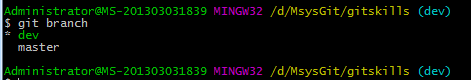 Administrator@MS-201303031839 MINGW32 /d/MsysGit/gitskills (dev)
$ git branch
* dev
  master
Administrator@MS-201303031839 MINGW32 /d/MsysGit/gitskills (dev)